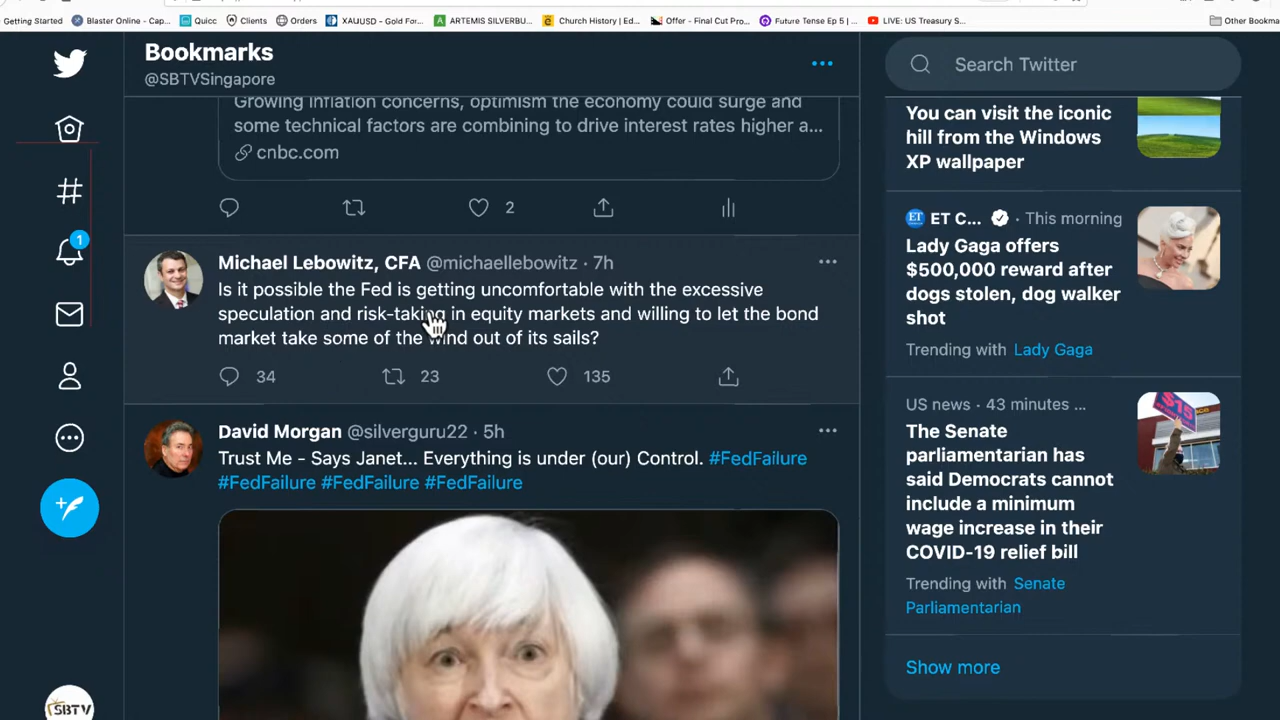 Getting Started
Blaster Online - Cap...
Quicc
Clients
Orders
XAUUSD - Gold For...
ARTEMIS SILVERBU...
Church History | Ed...
Offer - Final Cut Pro...
Future Tense Ep 5 | ...
LIVE: US Treasury S...
Other Bookma
Bookmarks
@SBTVSingapore
Growing inflation concerns, optimism the economy could surge and
some technical factors are combining to drive interest rates higher a...
cnbc.com
2
Michael Lebowitz, CFA @michaellebowitz · 7h
Is it possible the Fed is getting uncomfortable with the excessive
speculation and risk-taking in equity markets and willing to let the bond
market take some of the wind out of its sails?
34
23
135
David Morgan @silverguru22 · 5h
Trust Me - Says Janet... Everything is under (our) Control. #FedFailure
#FedFailure #FedFailure #FedFailure
1
SBTV
Search Twitter
You can visit the iconic
hill from the Windows
XP wallpaper
ET
ET C... · This morning
Lady Gaga offers
$500,000 reward after
dogs stolen, dog walker
shot
Trending with Lady Gaga
US news · 43 minutes ...
The Senate
parliamentarian has
said Democrats cannot
include a minimum
wage increase in their
COVID-19 relief bill
$15
Trending with Senate
Parliamentarian
Show more